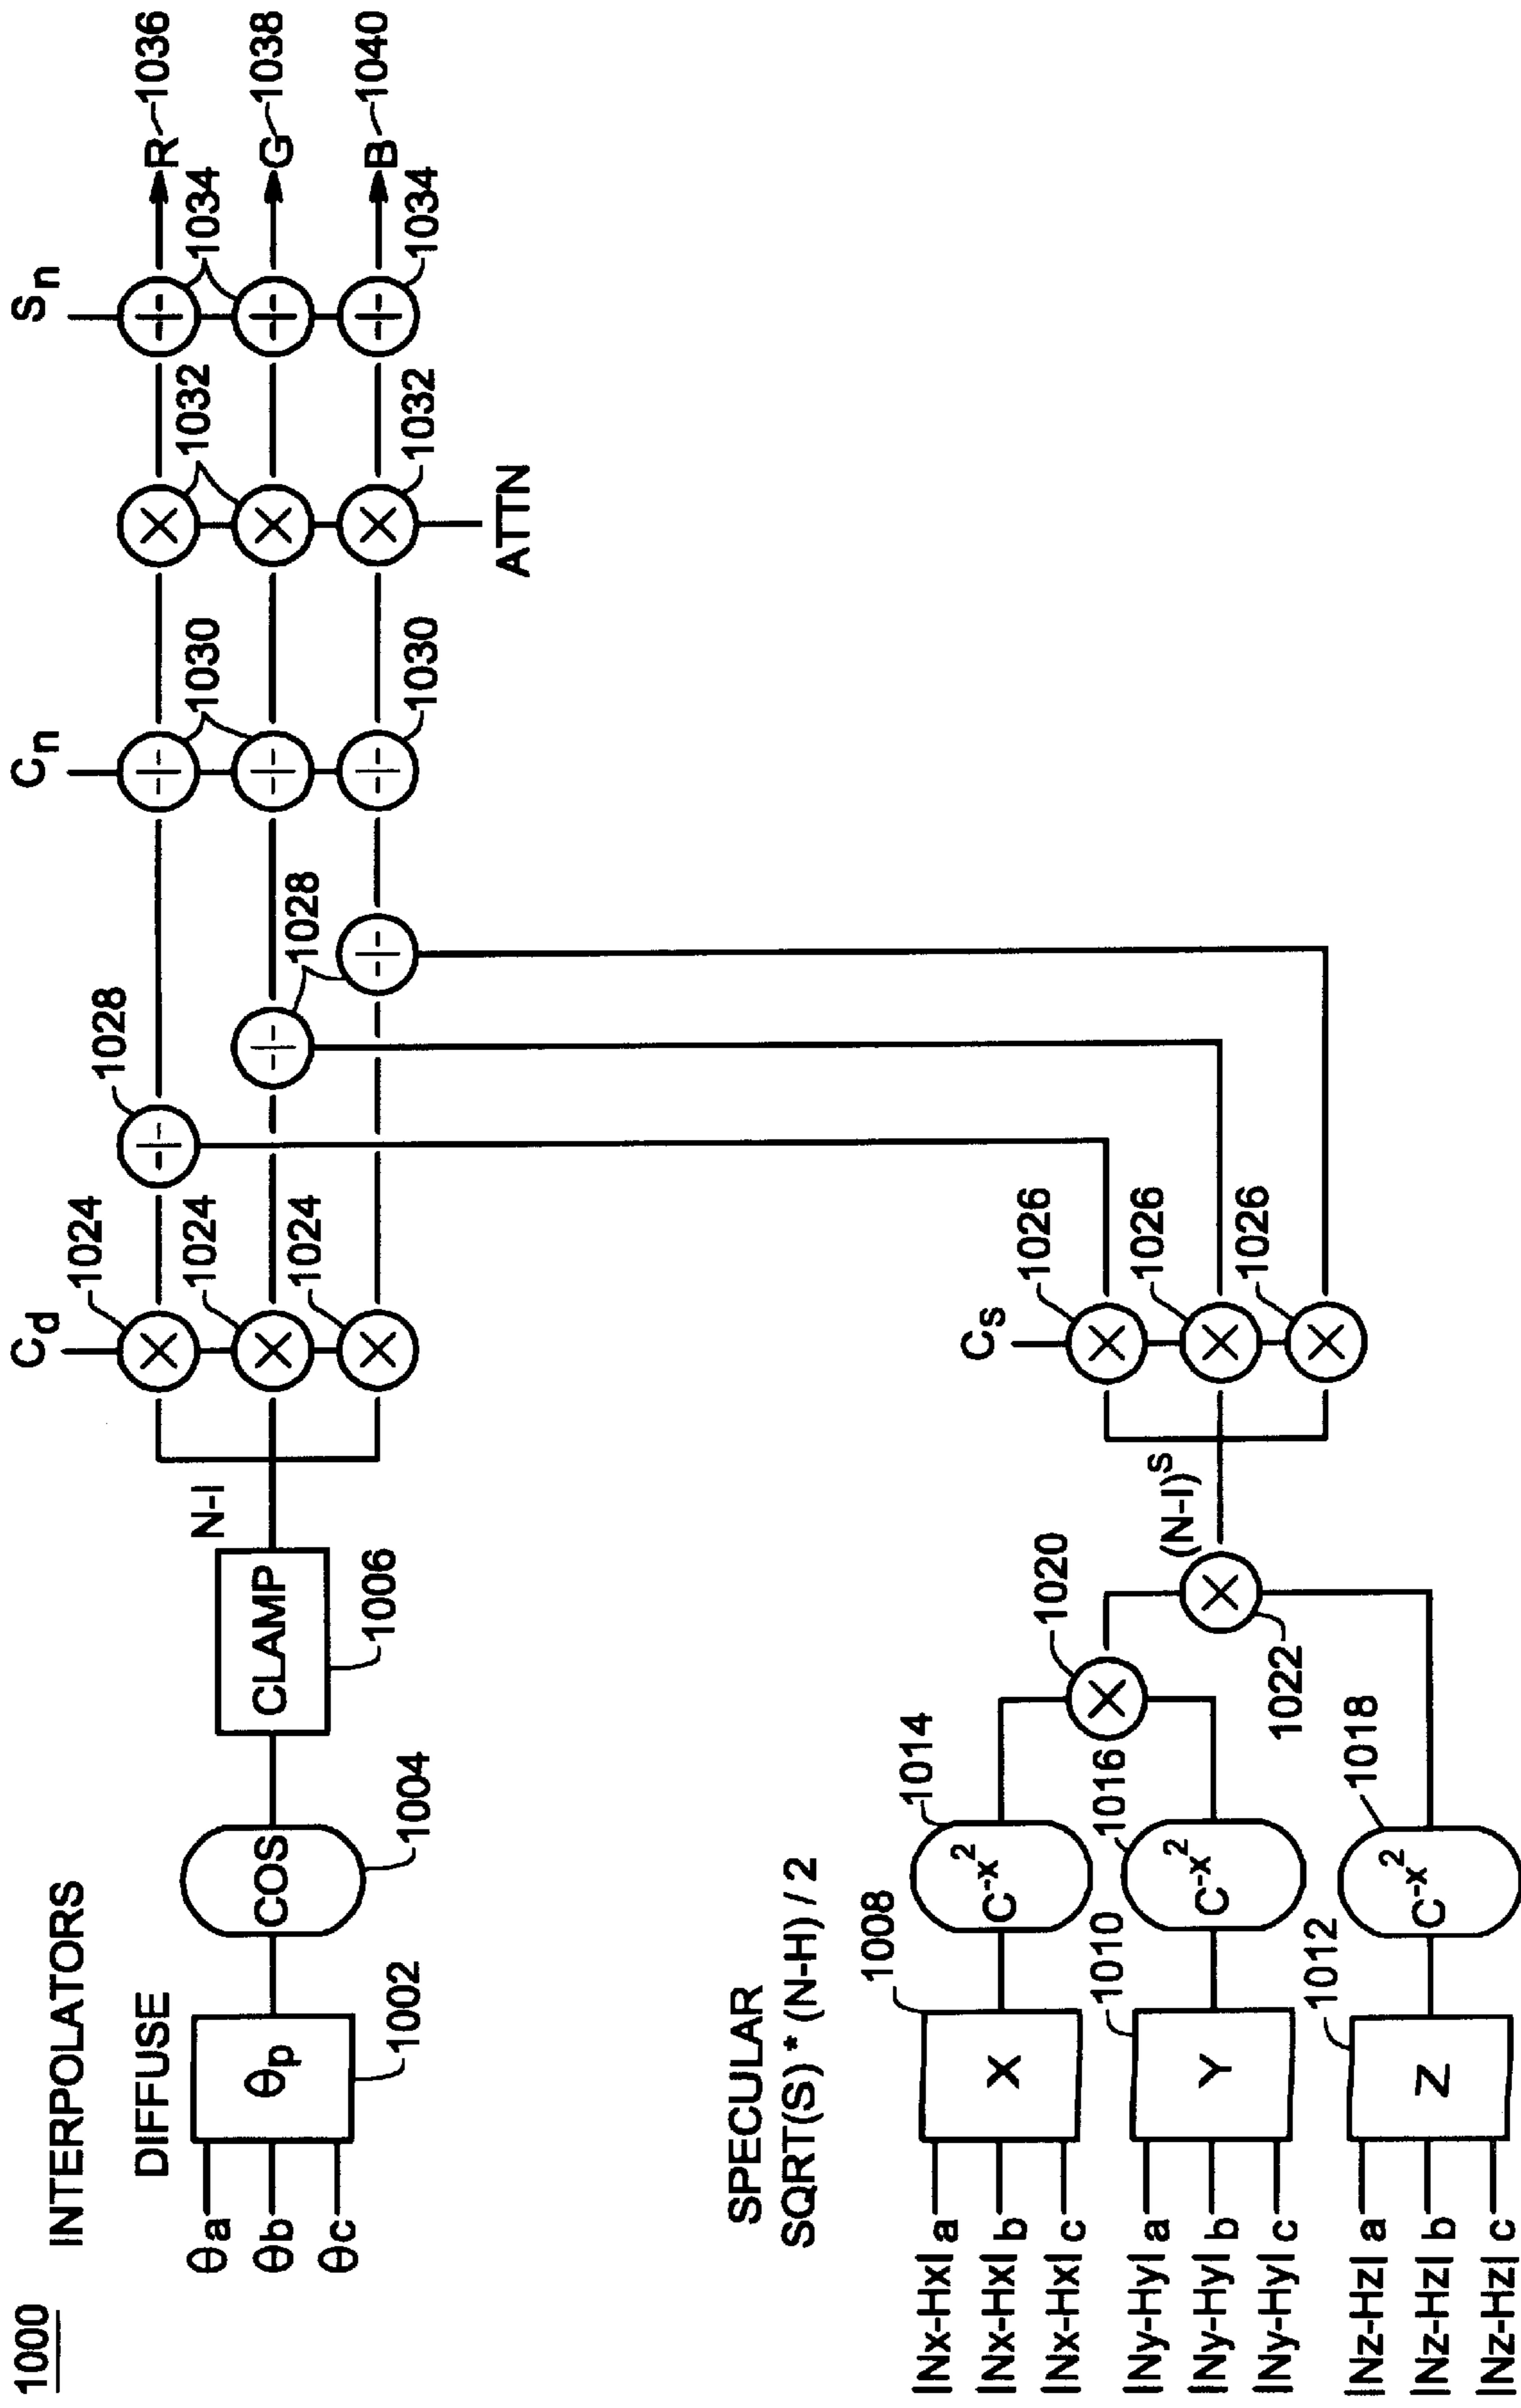 1000
INTERPOLATORS
DIFFUSE
θa
θb
θc
θp
1002
COS
1004
CLAMP
1006
N-I
Cd
1024
1024
1024
1028
1028
Cn
1030
1030
1032
1032
ATTN
Sn
1034
1034
R 1036
G 1038
B 1040
SPECULAR
SQRT(S) * (N-H) / 2
|Nx-Hx| a
|Nx-Hx| b
|Nx-Hx| c
X
1008
C-x2
1014
|Ny-Hy| a
|Ny-Hy| b
|Ny-Hy| c
Y
1010
C-x2
1016
|Nz-Hz| a
|Nz-Hz| b
|Nz-Hz| c
Z
1012
C-x2
1018
1020
1022
(N-I)S
Cs
1026
1026
1026